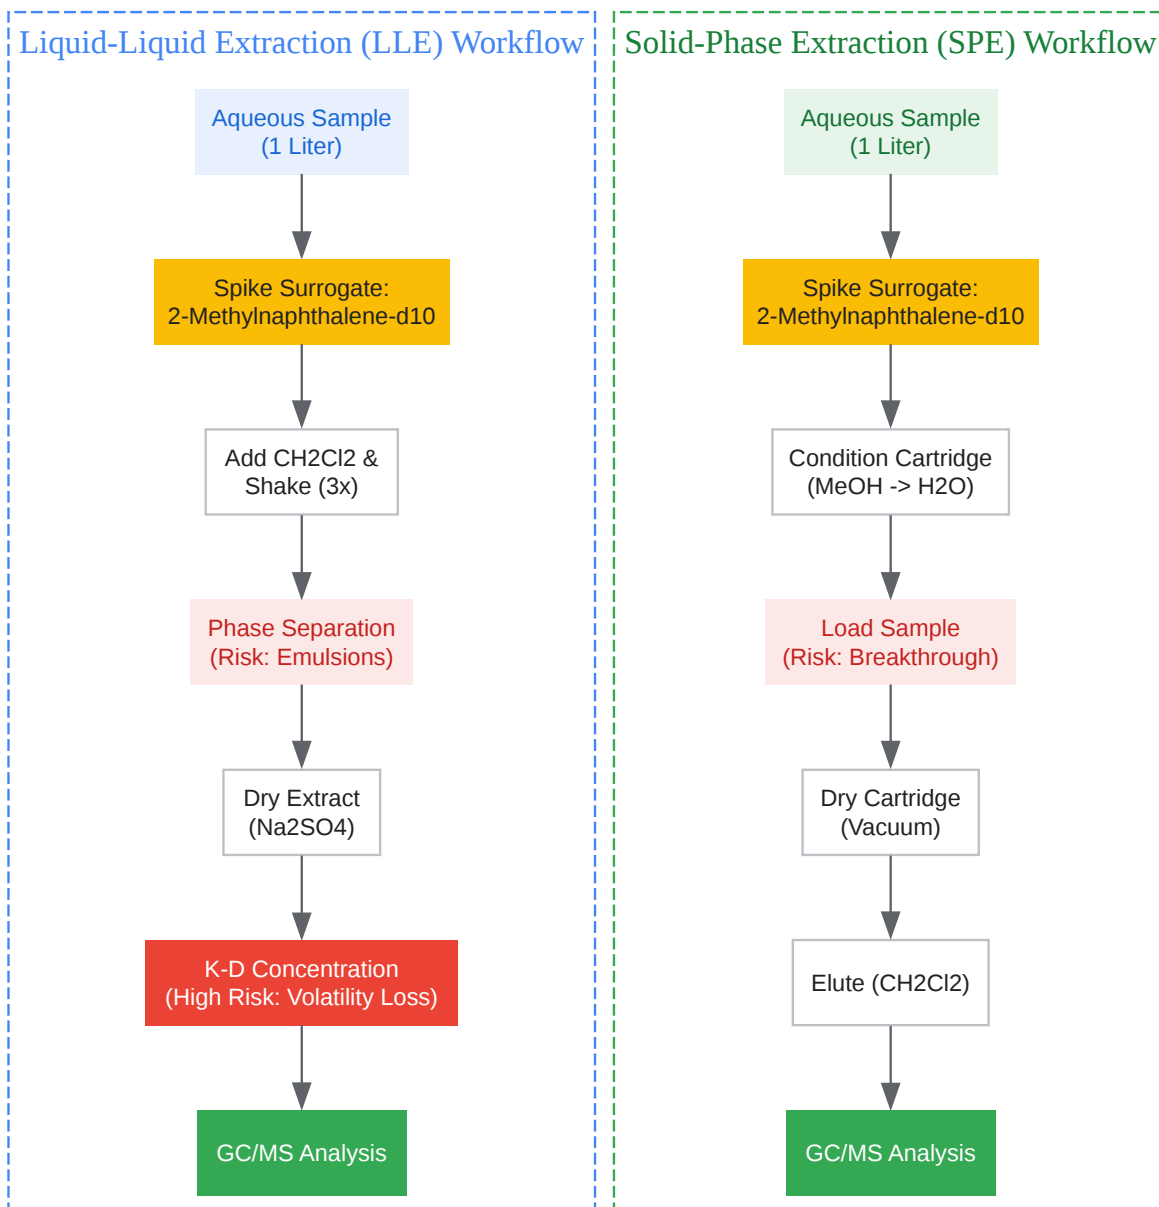 Liquid-Liquid Extraction (LLE) Workflow
Aqueous Sample
(1 Liter)
Spike Surrogate:
2-Methylnaphthalene-d10
Add CH2Cl2 &
Shake (3x)
Phase Separation
(Risk: Emulsions)
Dry Extract
(Na2SO4)
K-D Concentration
(High Risk: Volatility Loss)
GC/MS Analysis
Solid-Phase Extraction (SPE) Workflow
Aqueous Sample
(1 Liter)
Spike Surrogate:
2-Methylnaphthalene-d10
Condition Cartridge
(MeOH -> H2O)
Load Sample
(Risk: Breakthrough)
Dry Cartridge
(Vacuum)
Elute (CH2Cl2)
GC/MS Analysis